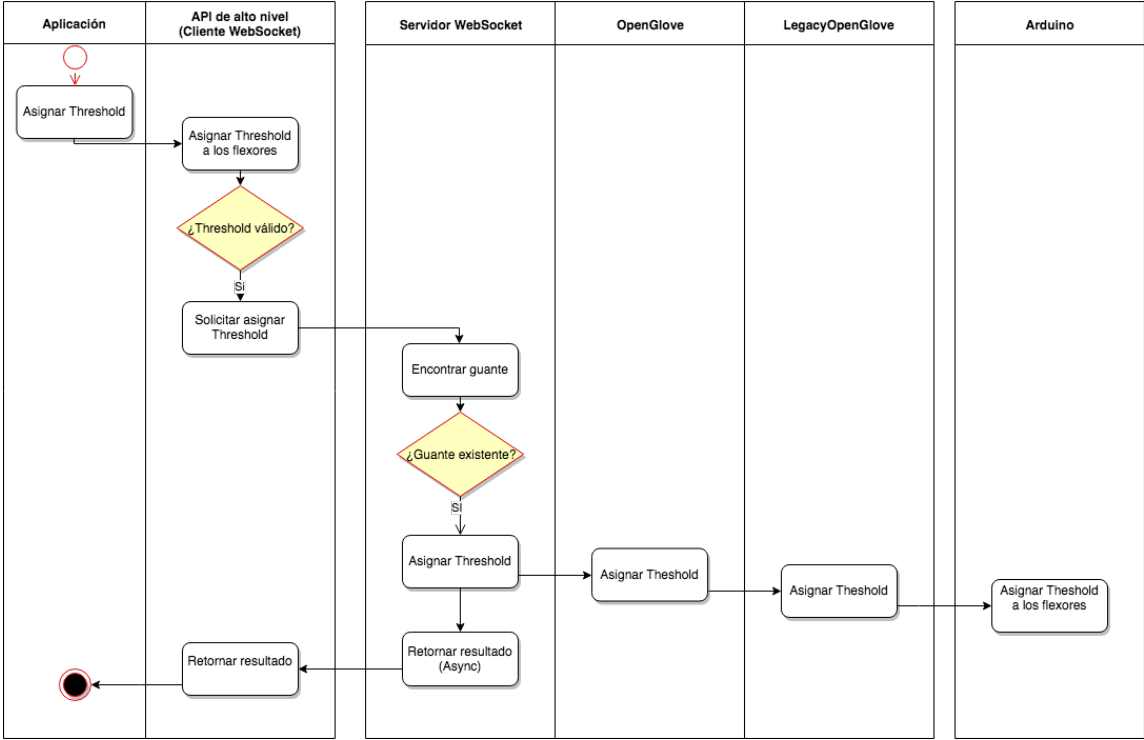 Aplicación
API de alto nivel
(Cliente WebSocket)
Servidor WebSocket
OpenGlove
LegacyOpenGlove
Arduino
Asignar Threshold
Asignar Threshold
a los flexores
¿Threshold válido?
Si
Solicitar asignar
Threshold
Encontrar guante
¿Guante existente?
SI
Asignar Threshold
Asignar Theshold
Asignar Theshold
Asignar Theshold
a los flexores
Retornar resultado
(Async)
Retornar resultado